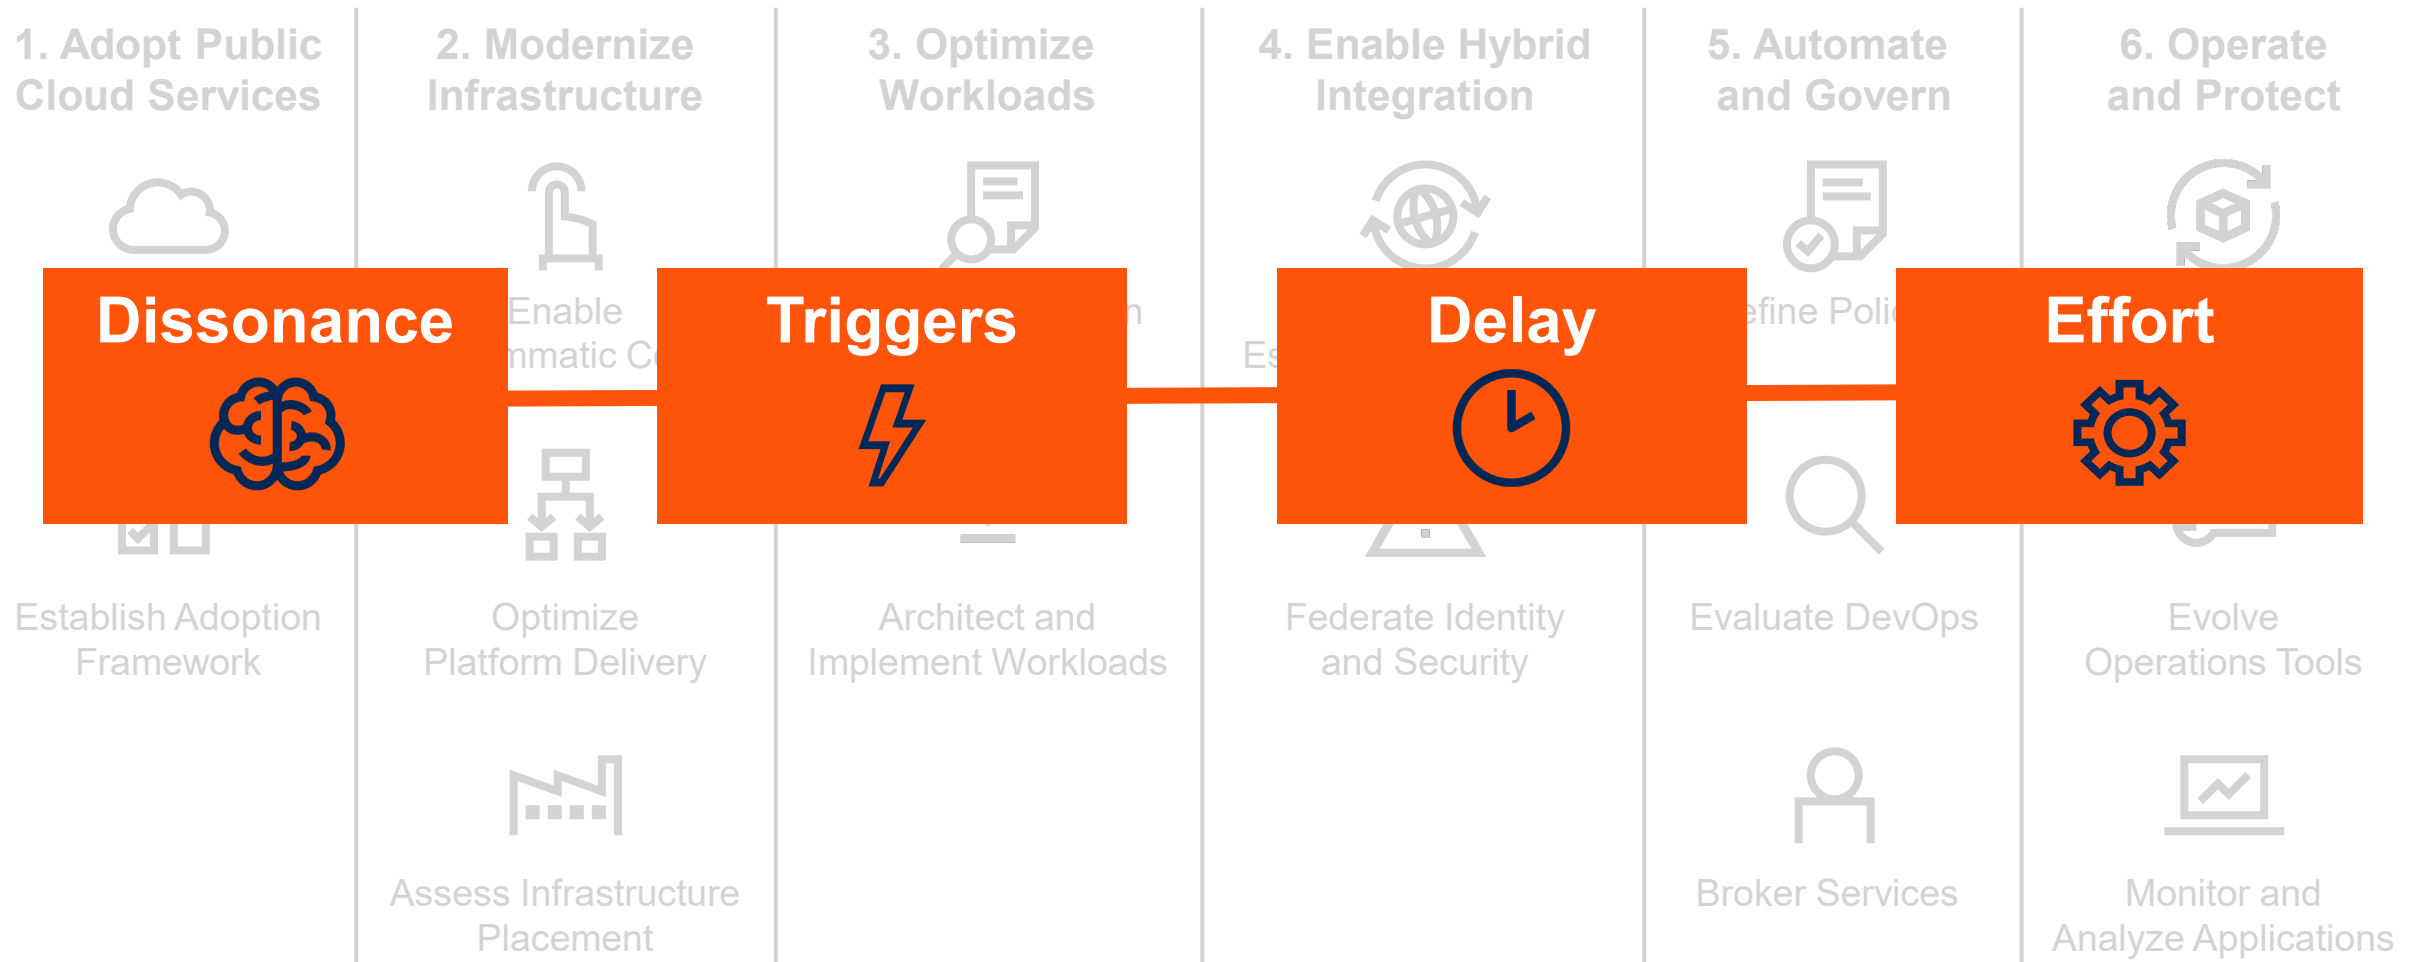 1. Adopt Public
Cloud Services
2. Modernize
Infrastructure
3. Optimize
Workloads
4. Enable Hybrid
Integration
5. Automate
and Govern
6. Operate
and Protect
Dissonance
Enable
Triggers
Delay
Effort
Establish Adoption
Framework
Optimize
Platform Delivery
Architect and
Implement Workloads
Federate Identity
and Security
Evaluate DevOps
Evolve
Operations Tools
Assess Infrastructure
Placement
Broker Services
Monitor and
Analyze Applications